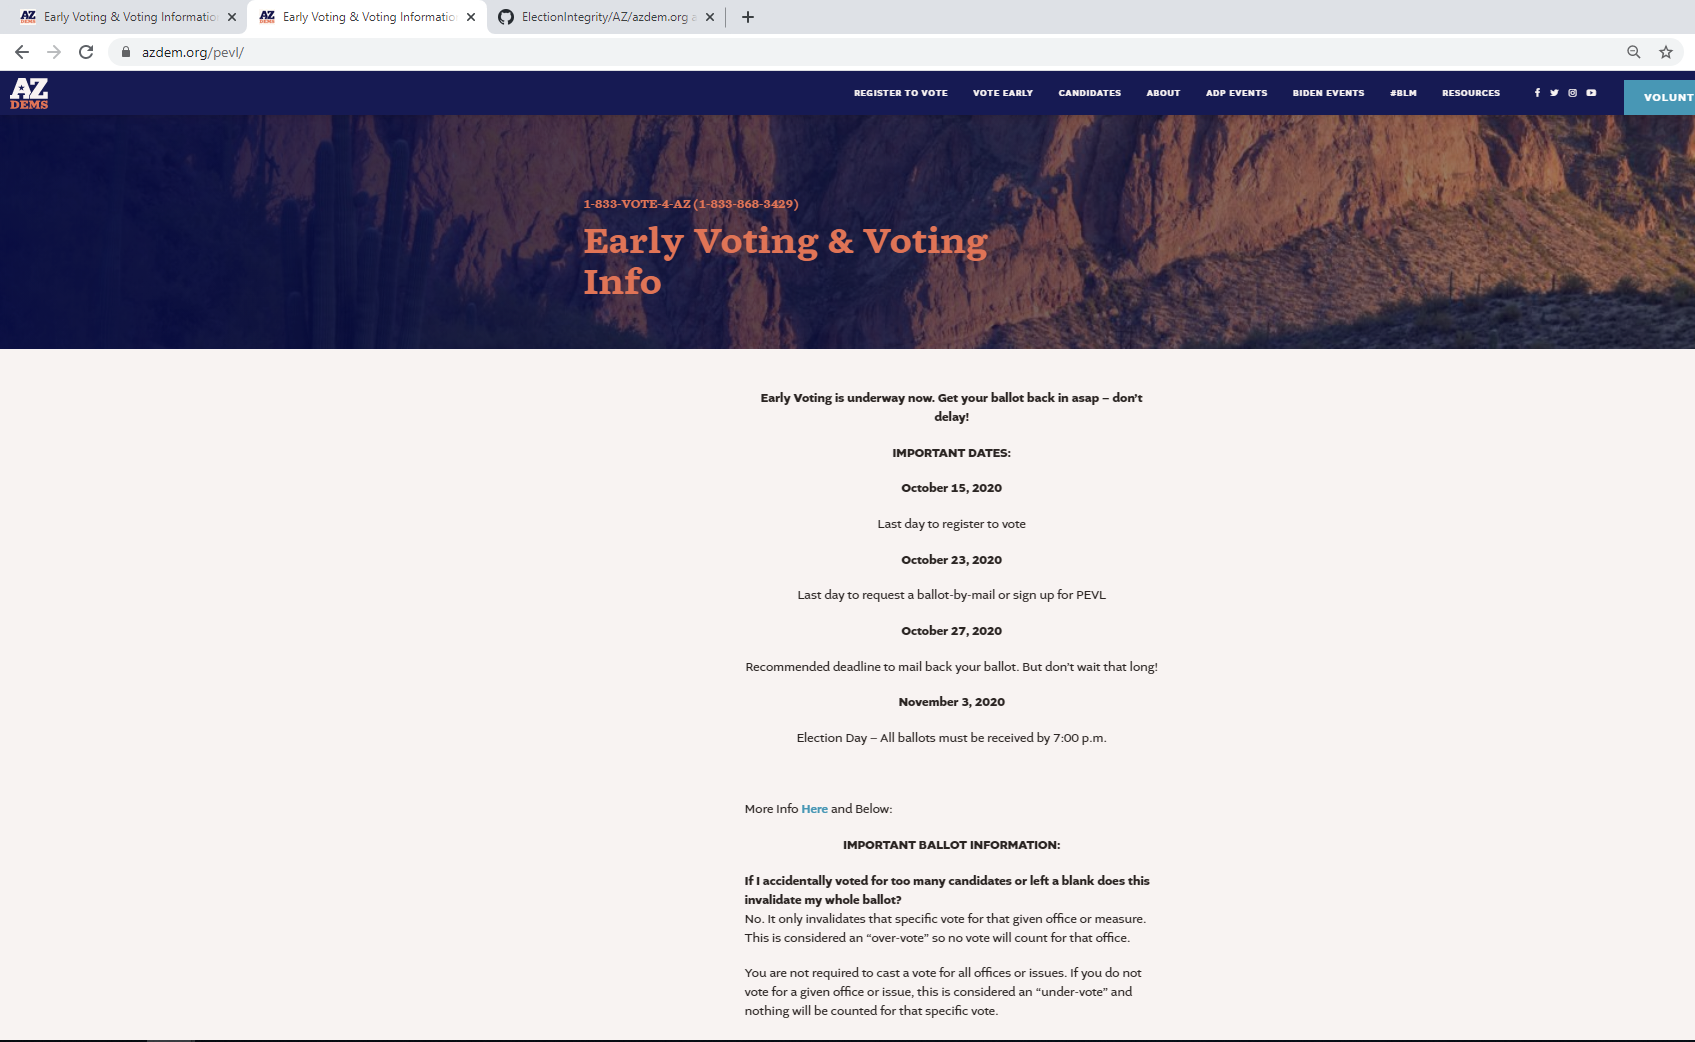 Early Voting & Voting Informatio
Early Voting & Voting Informatio
ElectionIntegrity/AZ/azdem.org a
azdem.org/pevl/
AZ
DEMS
REGISTER TO VOTE
VOTE EARLY
CANDIDATES
ABOUT
ADP EVENTS
BIDEN EVENTS
#BLM
RESOURCES
VOLUNT
1-833-VOTE-4-AZ (1-833-868-3429)
Early Voting & Voting
Info
Early Voting is underway now. Get your ballot back in asap – don’t
delay!
IMPORTANT DATES:
October 15, 2020
Last day to register to vote
October 23, 2020
Last day to request a ballot-by-mail or sign up for PEVL
October 27, 2020
Recommended deadline to mail back your ballot. But don’t wait that long!
November 3, 2020
Election Day – All ballots must be received by 7:00 p.m.
More Info Here and Below:
IMPORTANT BALLOT INFORMATION:
If I accidentally voted for too many candidates or left a blank does this
invalidate my whole ballot?
No. It only invalidates that specific vote for that given office or measure.
This is considered an “over-vote” so no vote will count for that office.
You are not required to cast a vote for all offices or issues. If you do not
vote for a given office or issue, this is considered an “under-vote” and
nothing will be counted for that specific vote.